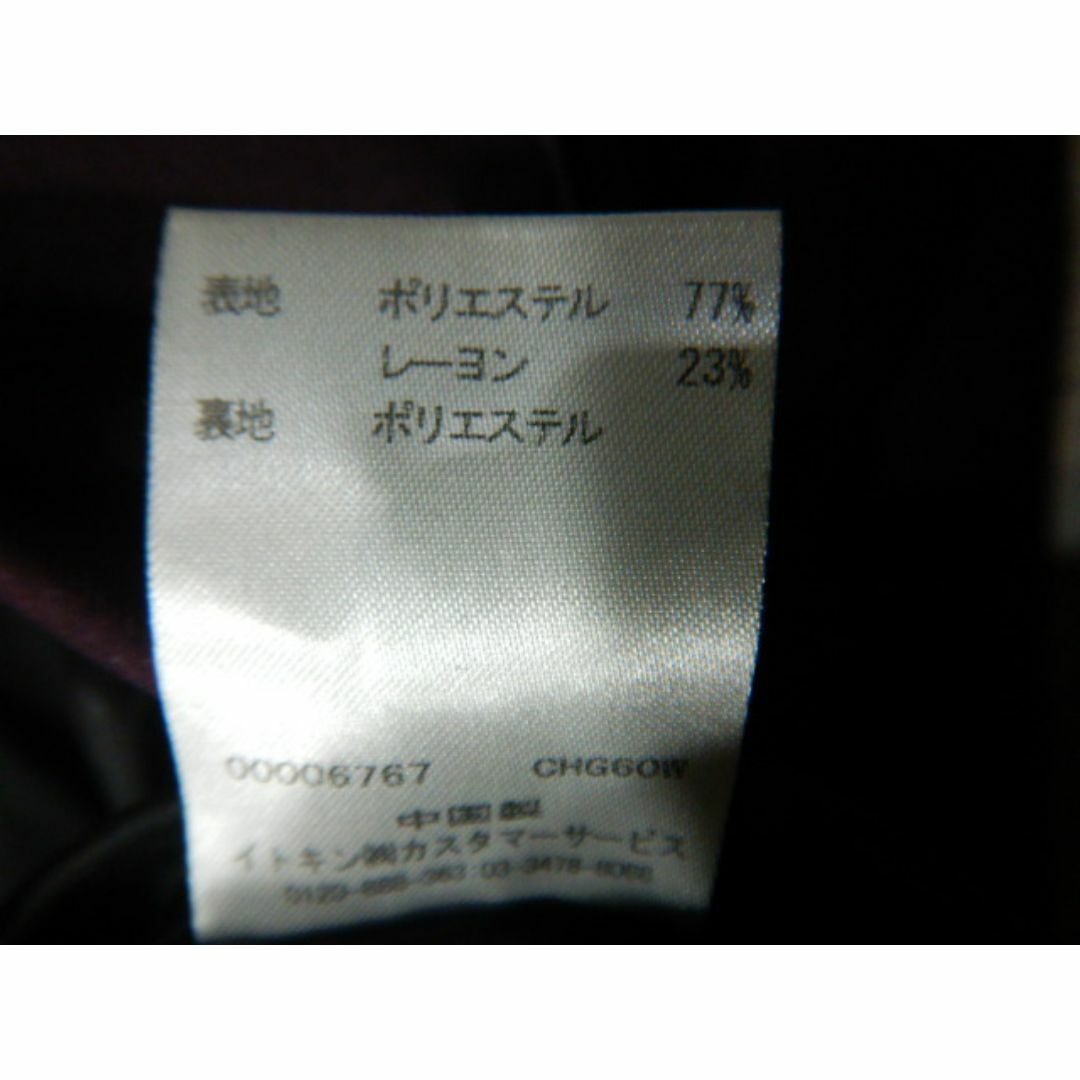 表地 ポリエステル 77%
レーヨン 23%
裏地 ポリエステル
00006767 CHG60W
中国製
イトキン㈱カスタマーサービス